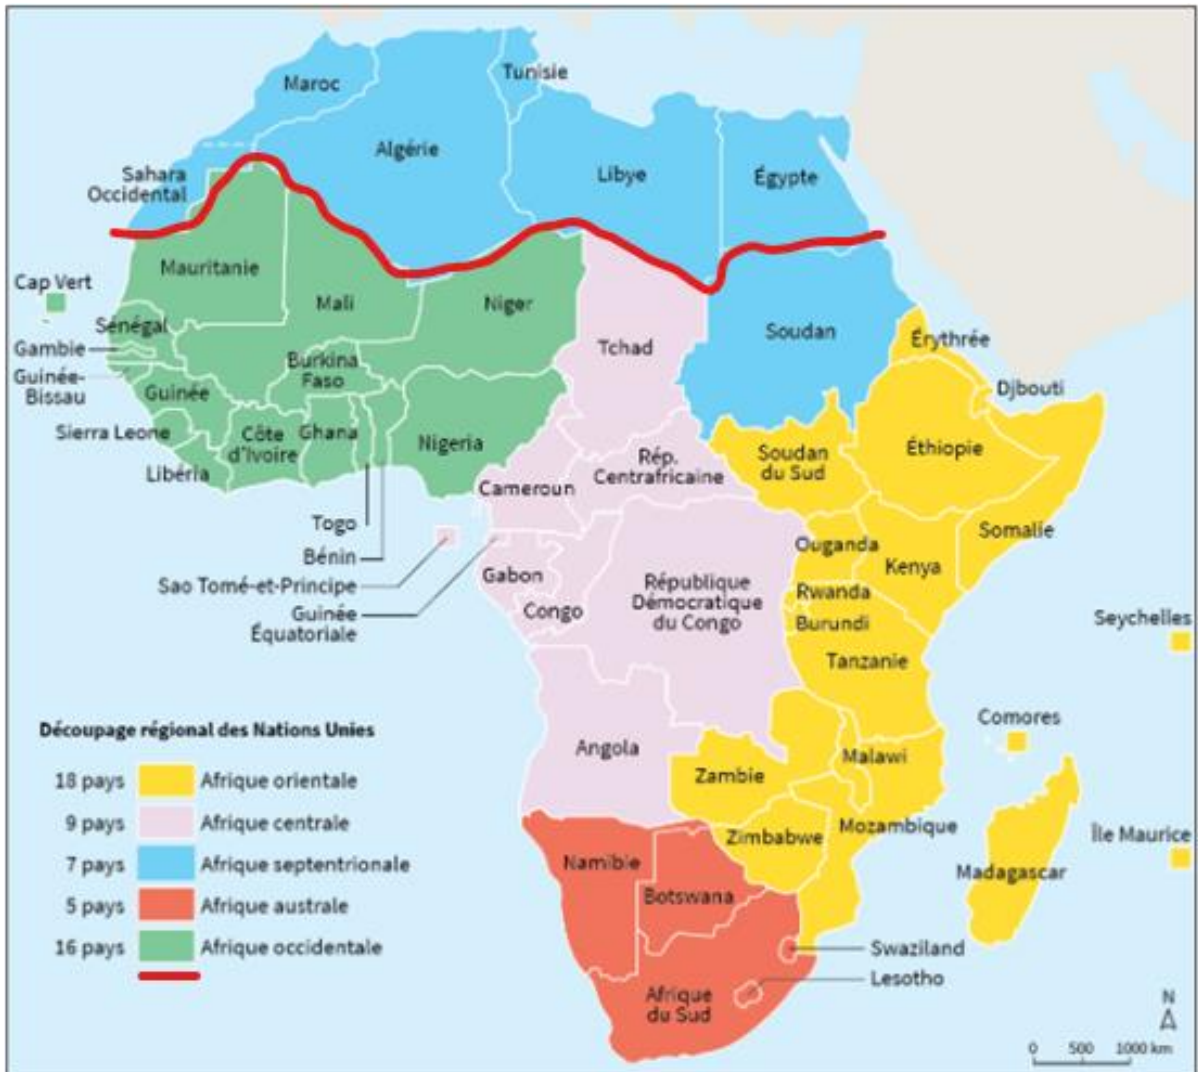 Maroc
Tunisie
Algérie
Libye
Égypte
Sahara
Occidental
Mauritanie
Mali
Niger
Tchad
Soudan
Érythrée
Djibouti
Cap Vert
Sénégal
Gambie
Guinée-
Bissau
Guinée
Sierra Leone
Libéria
Côte
d'Ivoire
Burkina
Faso
Ghana
Nigeria
Togo
Bénin
Sao Tomé-et-Principe
Guinée
Équatoriale
Cameroun
Rép.
Centrafricaine
Soudan
du Sud
Éthiopie
Somalie
Gabon
Congo
République
Démocratique
du Congo
Ouganda
Kenya
Rwanda
Burundi
Tanzanie
Seychelles
Comores
Angola
Zambie
Malawi
Mozambique
Zimbabwe
Île Maurice
Madagascar
Namibie
Botswana
Swaziland
Lesotho
Afrique
du Sud
Découpage régional des Nations Unies
18 pays Afrique orientale
9 pays Afrique centrale
7 pays Afrique septentrionale
5 pays Afrique australe
16 pays Afrique occidentale
N
0 500 1000 km